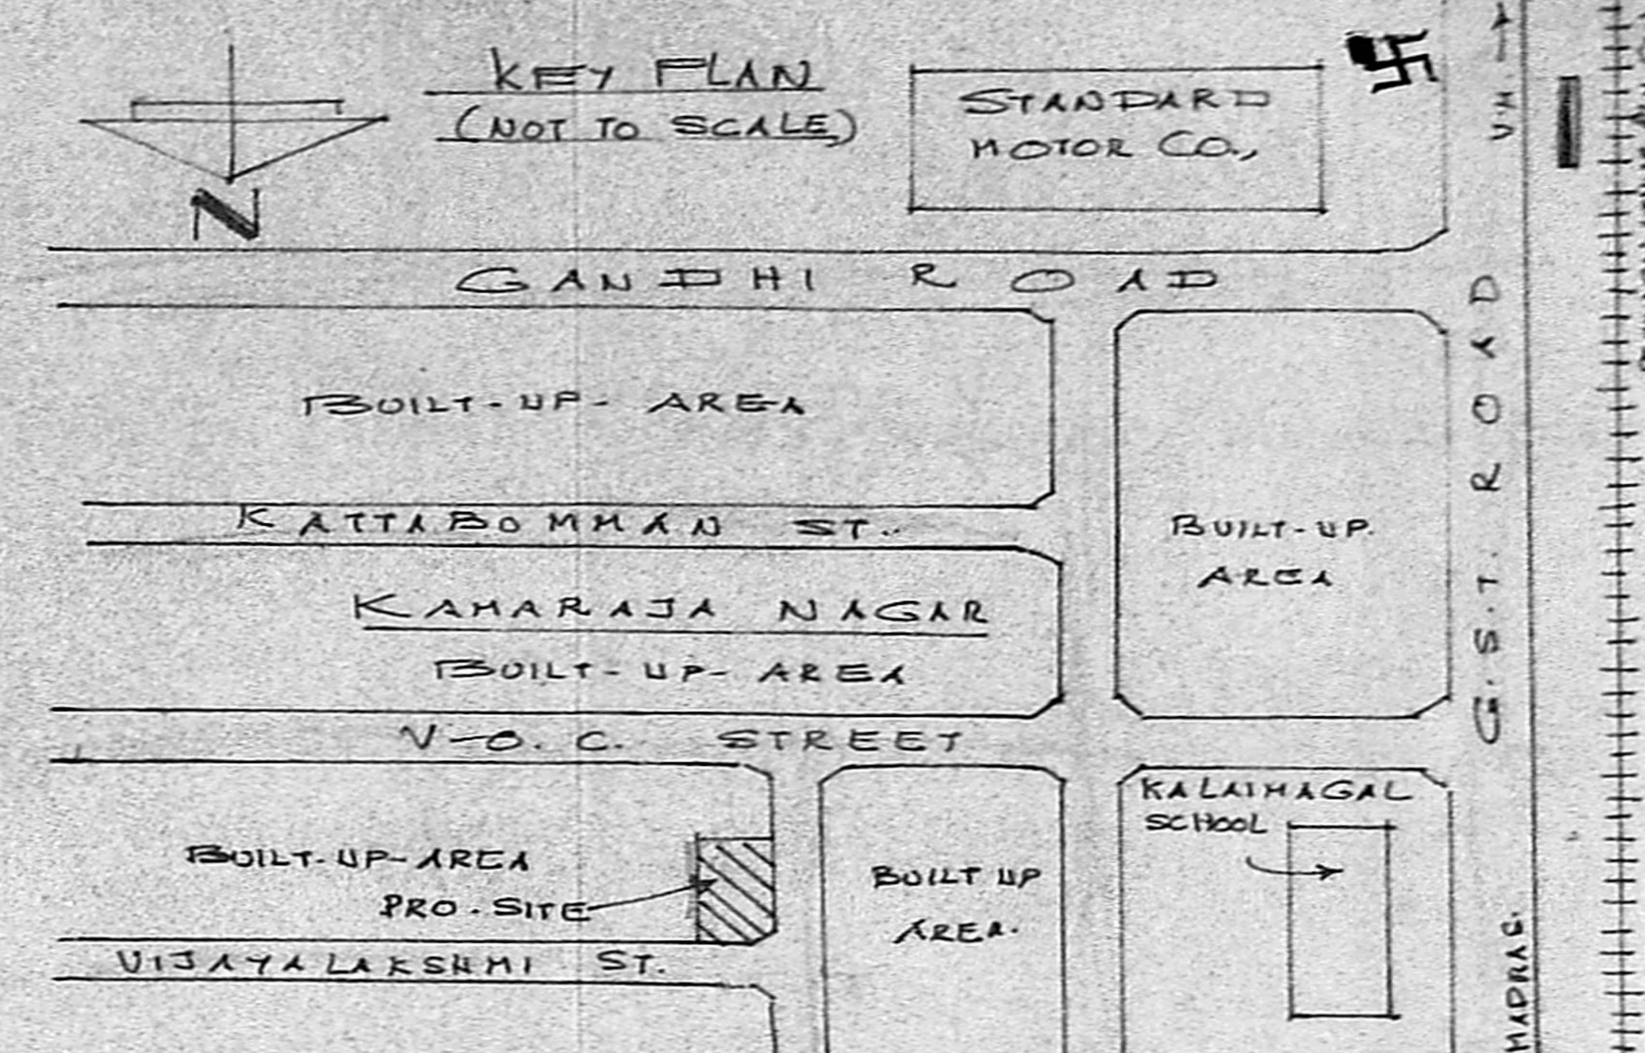 KEY PLAN
(NOT TO SCALE)
N
STANDARD
MOTOR CO.,
V.M.
GANDHI ROAD
BUILT-UP-AREA
KATTABOMMAN ST.
BUILT-UP.
AREA
G.S.T. ROAD
KAMARAJA NAGAR
BUILT-UP-AREA
V-O.C. STREET
KALAIMAGAL
SCHOOL
BUILT-UP-AREA
PRO.SITE
BUILT UP
AREA.
VIJAYALAKSHMI ST.
MADRAS.